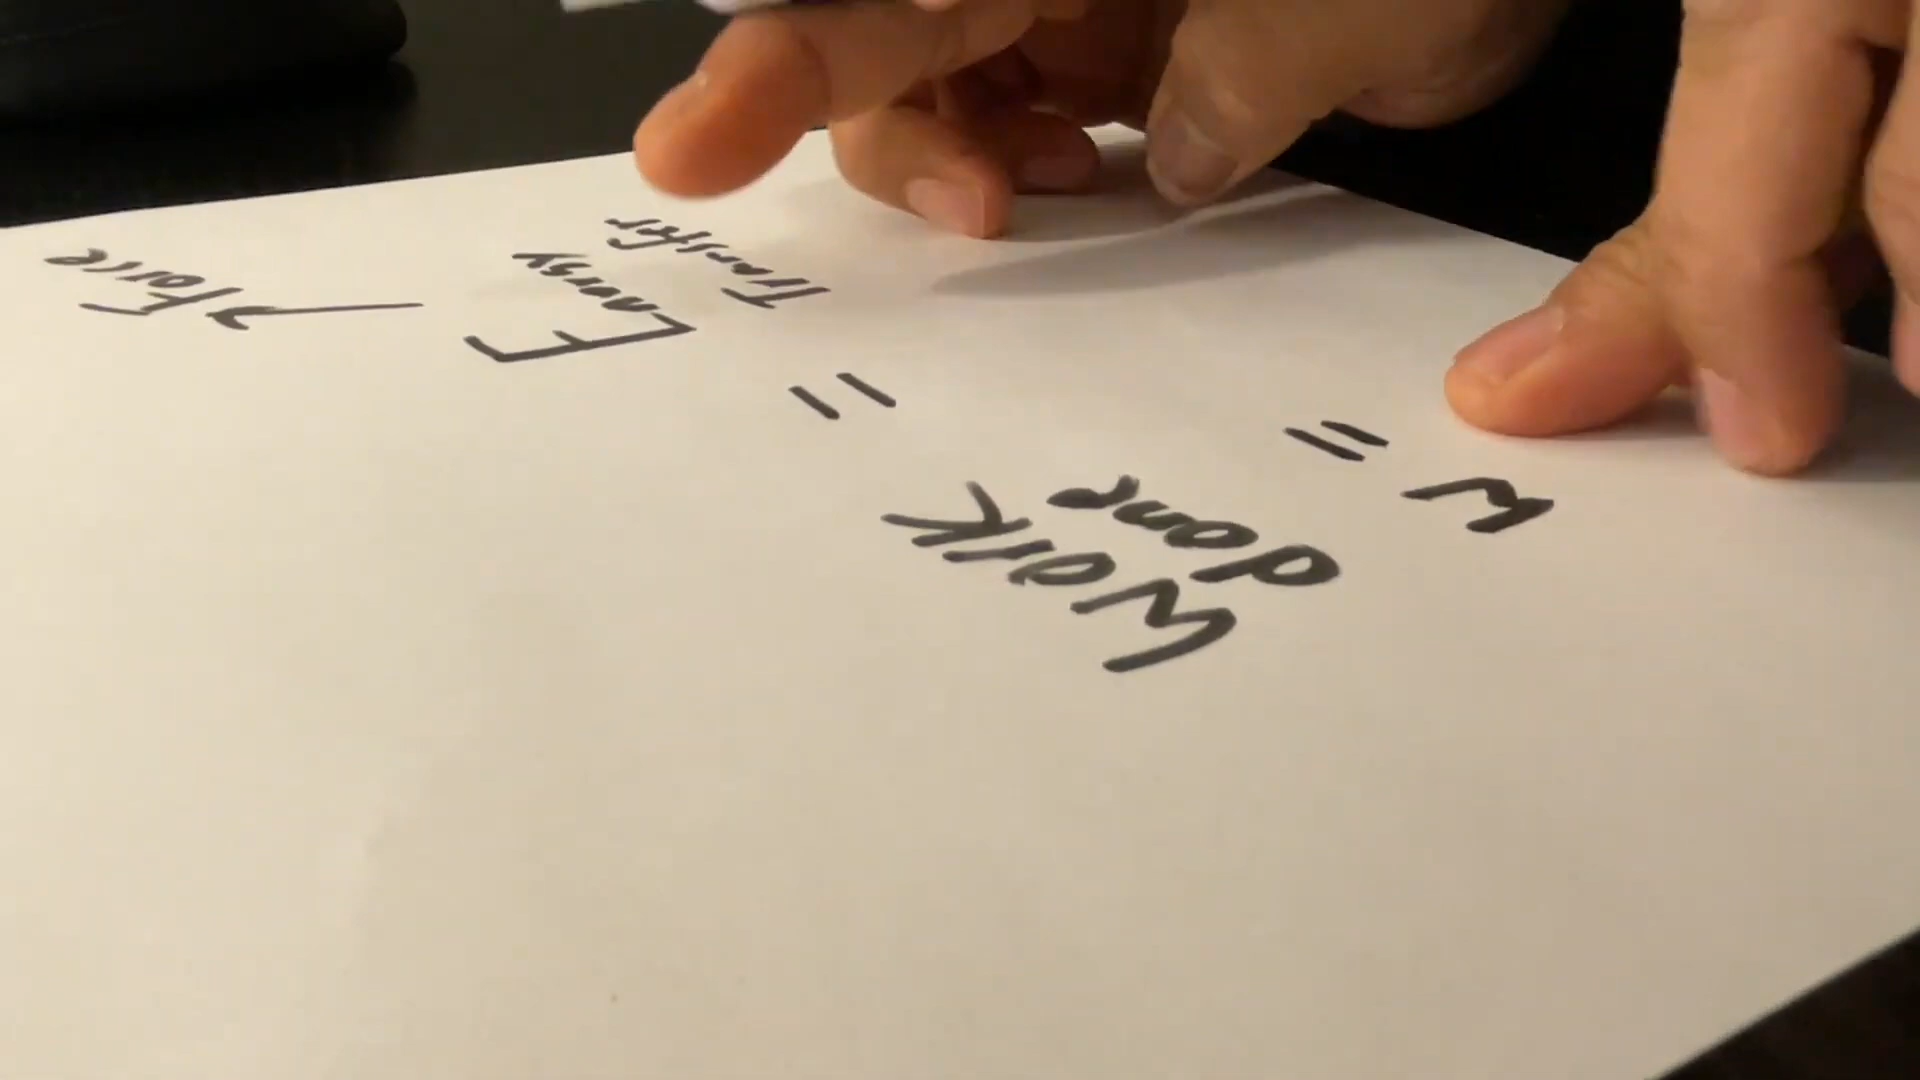 W = Work done = Energy Transfer → Force